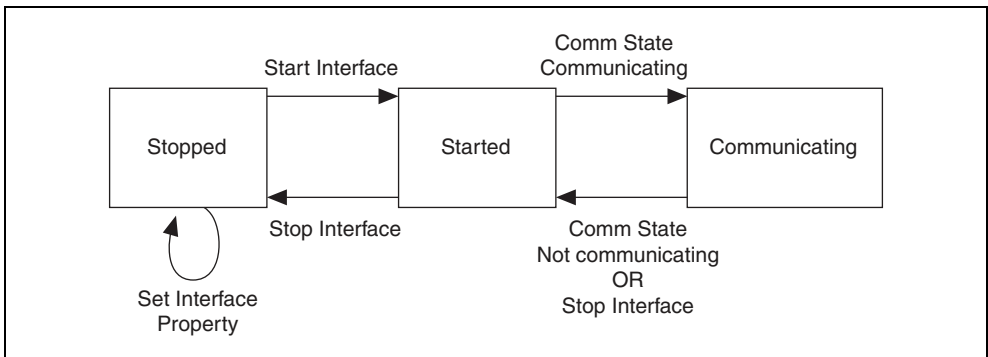 Start Interface
Comm State
Communicating
Stopped
Started
Communicating
Stop Interface
Comm State
Not communicating
OR
Stop Interface
Set Interface
Property